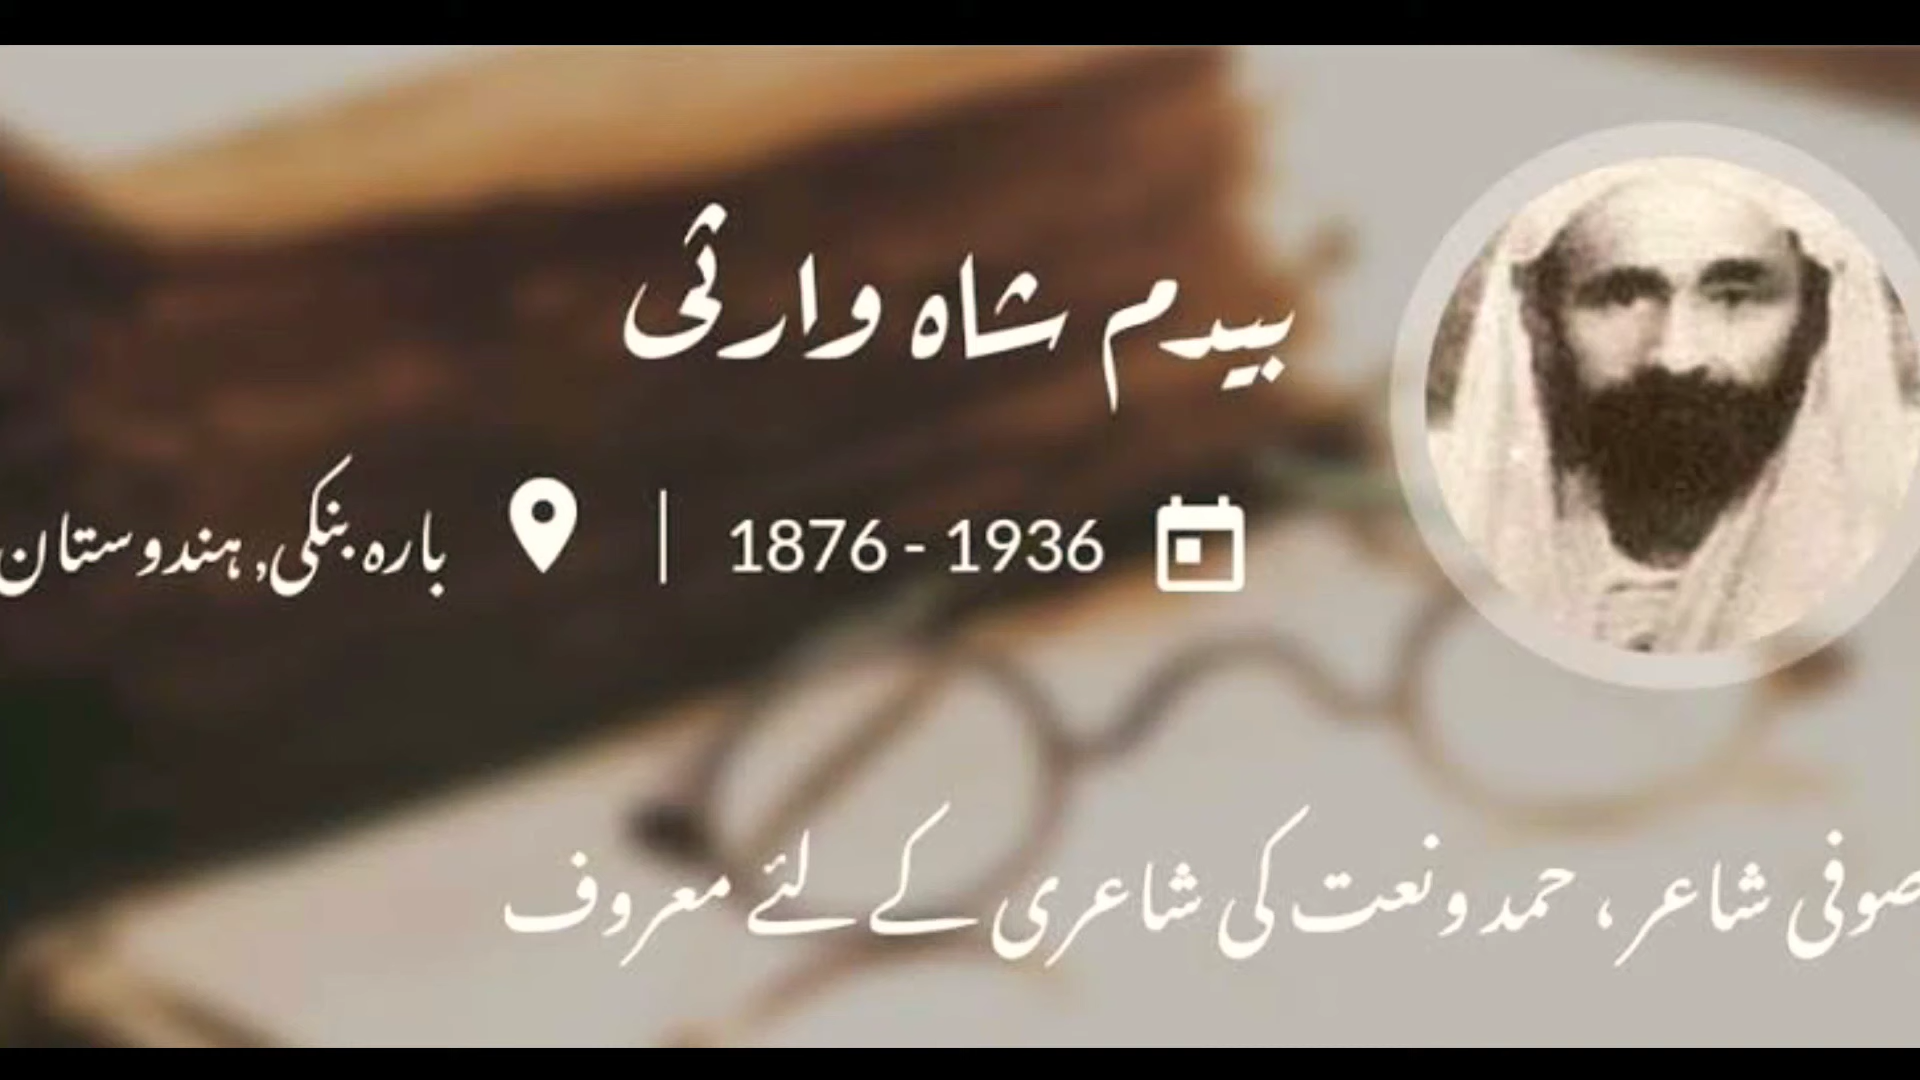 بیدم شاہ وارثی
1876 - 1936 | بارہ بنکی, ہندوستان
صوفی شاعر ، حمد و نعت کی شاعری کے لئے معروف